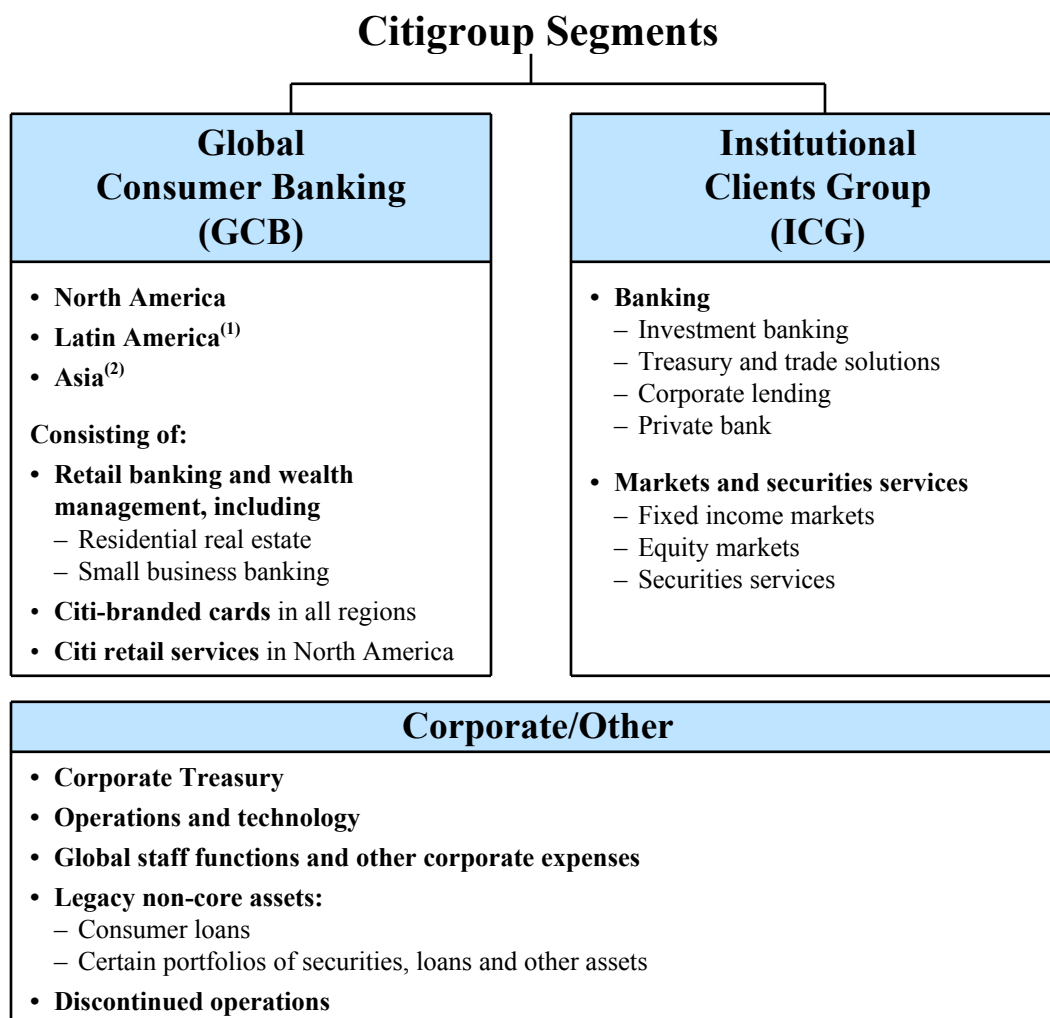 Citigroup Segments
Global
Consumer Banking
(GCB)
• North America
• Latin America(1)
• Asia(2)
Consisting of:
• Retail banking and wealth
management, including
– Residential real estate
– Small business banking
• Citi-branded cards in all regions
• Citi retail services in North America
Institutional
Clients Group
(ICG)
• Banking
– Investment banking
– Treasury and trade solutions
– Corporate lending
– Private bank
• Markets and securities services
– Fixed income markets
– Equity markets
– Securities services
Corporate/Other
• Corporate Treasury
• Operations and technology
• Global staff functions and other corporate expenses
• Legacy non-core assets:
– Consumer loans
– Certain portfolios of securities, loans and other assets
• Discontinued operations